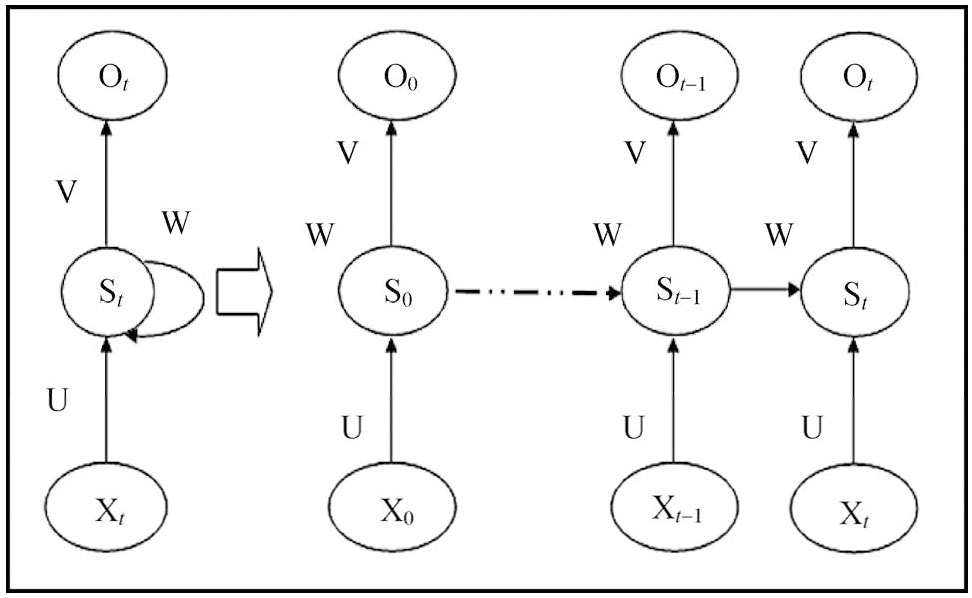 O_t O_0 O_{t–1} O_t
V V V V
W W W W
S_t S_0 S_{t–1} S_t
U U U U
X_t X_0 X_{t–1} X_t